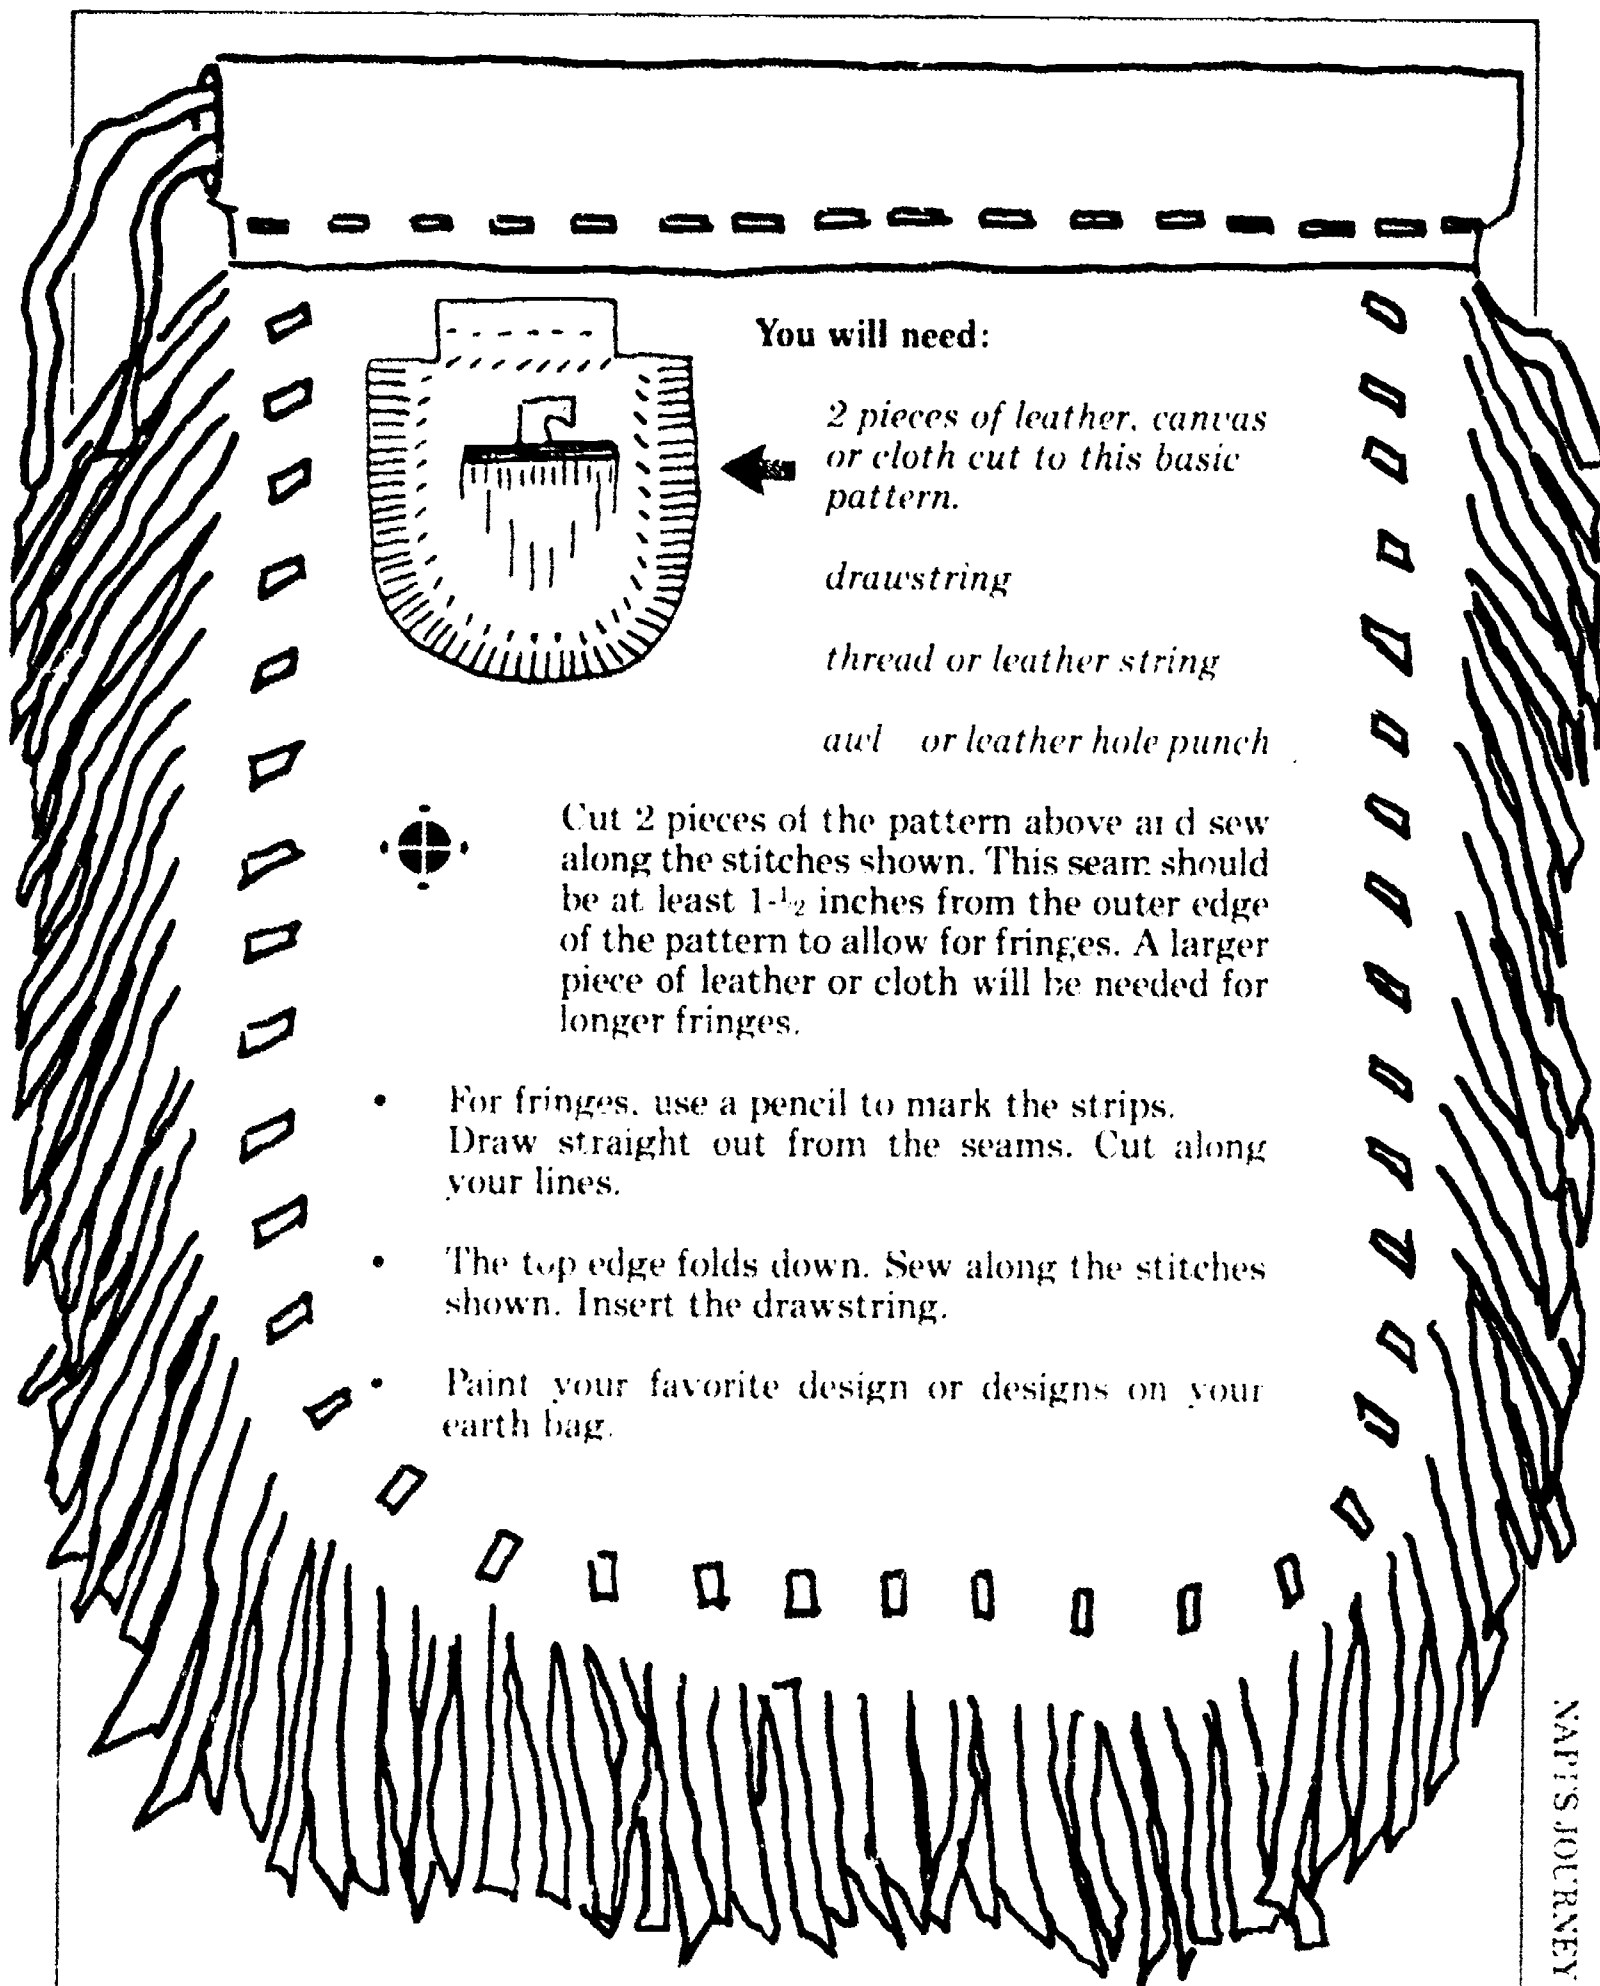 You will need:
2 pieces of leather, canvas
or cloth cut to this basic
pattern.
drawstring
thread or leather string
awl or leather hole punch
Cut 2 pieces of the pattern above and sew
along the stitches shown. This seam should
be at least 1-1/2 inches from the outer edge
of the pattern to allow for fringes. A larger
piece of leather or cloth will be needed for
longer fringes.
• For fringes, use a pencil to mark the strips.
Draw straight out from the seams. Cut along
your lines.
• The top edge folds down. Sew along the stitches
shown. Insert the drawstring.
• Paint your favorite design or designs on your
earth bag.
NAPI'S JOURNEY